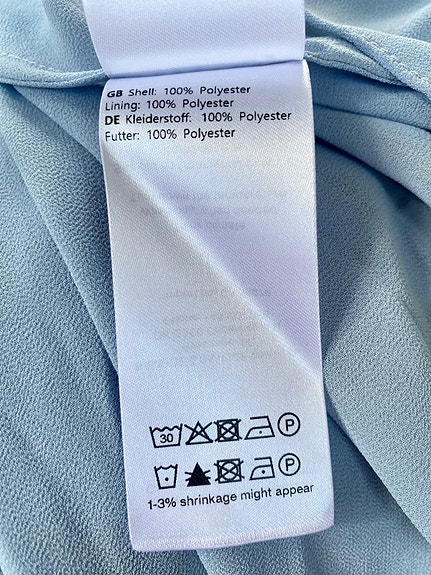 GB Shell: 100% Polyester
Lining: 100% Polyester
DE Kleiderstoff: 100% Polyester
Futter: 100% Polyester
30 P
P
1-3% shrinkage might appear